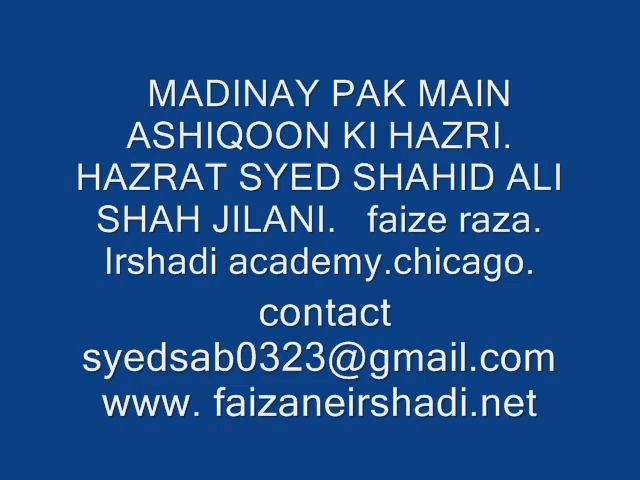 MADINAY PAK MAIN
ASHIQOON KI HAZRI.
HAZRAT SYED SHAHID ALI
SHAH JILANI. faize raza.
Irshadi academy.chicago.
contact
syedsab0323@gmail.com
www. faizaneirshadi.net